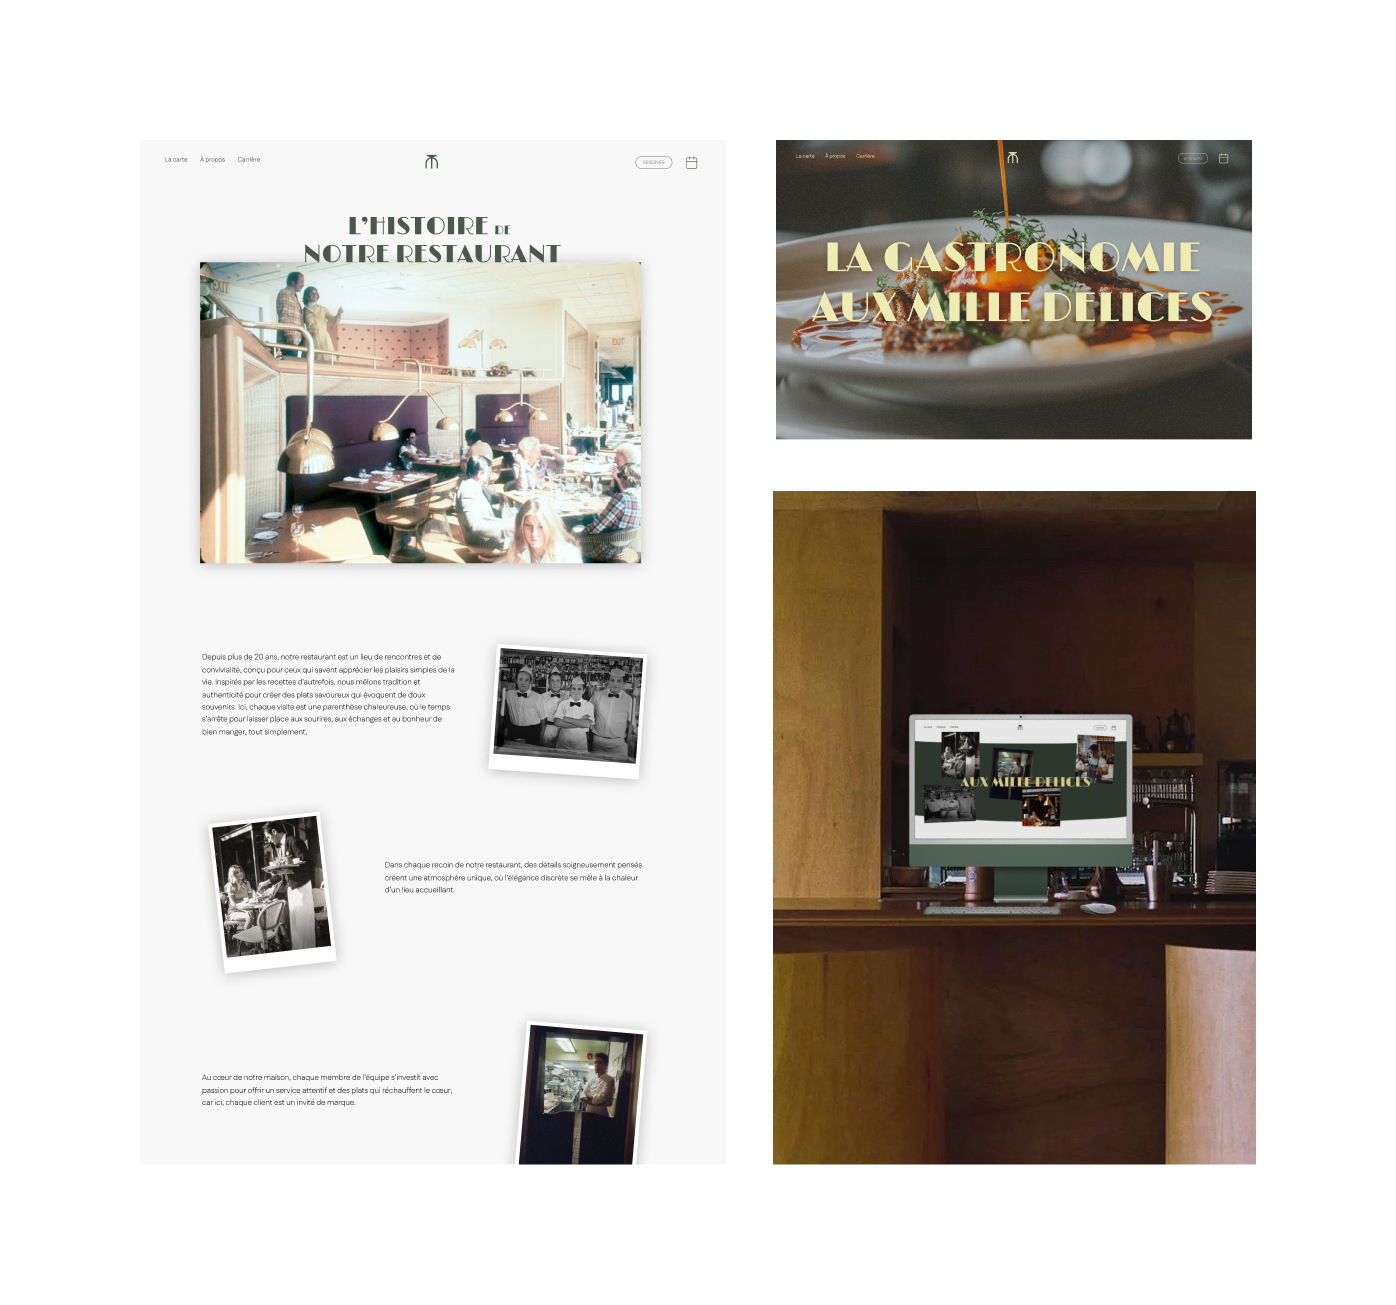 La carte À propos Carrière
RÉSERVER
L'HISTOIRE DE
NOTRE RESTAURANT
EXIT
EXIT
Depuis plus de 20 ans, notre restaurant est un lieu de rencontres et de
convivialité, conçu pour ceux qui savent apprécier les plaisirs simples de la
vie. Inspirés par les recettes d'autrefois, nous mêlons tradition et
authenticité pour créer des plats savoureux qui évoquent de doux
souvenirs. Ici, chaque visite est une parenthèse chaleureuse, où le temps
s'arrête pour laisser place aux sourires, aux échanges et au bonheur de
bien manger, tout simplement.
Dans chaque recoin de notre restaurant, des détails soigneusement pensés
créent une atmosphère unique, où l'élégance discrète se mêle à la chaleur
d'un lieu accueillant.
Au cœur de notre maison, chaque membre de l'équipe s'investit avec
passion pour offrir un service attentif et des plats qui réchauffent le cœur,
car ici, chaque client est un invité de marque.
La carte À propos Carrière
LA GASTRONOMIE
AUX MILLE DELICES
AUX MILLE DELICES